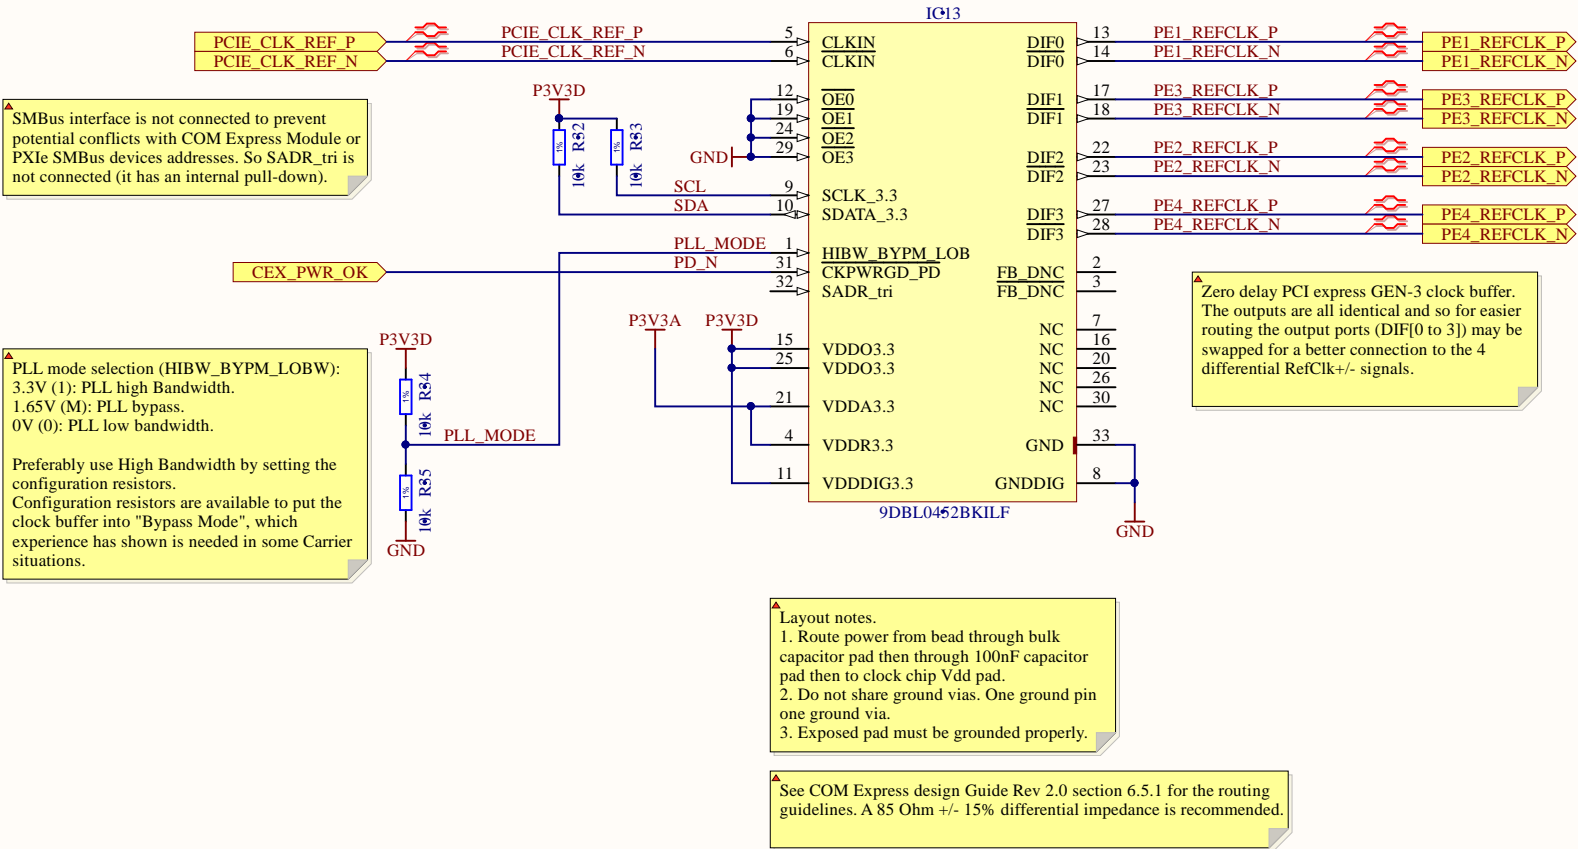 IC13
PCIE_CLK_REF_P
PCIE_CLK_REF_N
PCIE_CLK_REF_P
PCIE_CLK_REF_N
5
6
CLKIN
CLKIN
DIF0
DIF0
13
14
PE1_REFCLK_P
PE1_REFCLK_N
PE1_REFCLK_P
PE1_REFCLK_N
SMBus interface is not connected to prevent
potential conflicts with COM Express Module or
PXIe SMBus devices addresses. So SADR_tri is
not connected (it has an internal pull-down).
P3V3D
10k R32
1%
10k R33
1%
GND
12
19
24
29
OE0
OE1
OE2
OE3
DIF1
DIF1
17
18
PE3_REFCLK_P
PE3_REFCLK_N
PE3_REFCLK_P
PE3_REFCLK_N
DIF2
DIF2
22
23
PE2_REFCLK_P
PE2_REFCLK_N
PE2_REFCLK_P
PE2_REFCLK_N
SCL
SDA
9
10
SCLK_3.3
SDATA_3.3
DIF3
DIF3
27
28
PE4_REFCLK_P
PE4_REFCLK_N
PE4_REFCLK_P
PE4_REFCLK_N
CEX_PWR_OK
PLL_MODE
PD_N
1
31
32
HIBW_BYPM_LOB
CKPWRGD_PD
SADR_tri
FB_DNC
FB_DNC
2
3
Zero delay PCI express GEN-3 clock buffer.
The outputs are all identical and so for easier
routing the output ports (DIF[0 to 3]) may be
swapped for a better connection to the 4
differential RefClk+/- signals.
P3V3A
P3V3D
15
25
21
4
11
VDDO3.3
VDDO3.3
VDDA3.3
VDDR3.3
VDDDIG3.3
NC
NC
NC
NC
NC
GND
GNDDIG
7
16
20
26
30
33
8
GND
9DBL0452BKILF
PLL mode selection (HIBW_BYPM_LOBW):
3.3V (1): PLL high Bandwidth.
1.65V (M): PLL bypass.
0V (0): PLL low bandwidth.
Preferably use High Bandwidth by setting the
configuration resistors.
Configuration resistors are available to put the
clock buffer into "Bypass Mode", which
experience has shown is needed in some Carrier
situations.
P3V3D
10k R34
1%
PLL_MODE
10k R35
1%
GND
Layout notes.
1. Route power from bead through bulk
capacitor pad then through 100nF capacitor
pad then to clock chip Vdd pad.
2. Do not share ground vias. One ground pin
one ground via.
3. Exposed pad must be grounded properly.
See COM Express design Guide Rev 2.0 section 6.5.1 for the routing
guidelines. A 85 Ohm +/- 15% differential impedance is recommended.